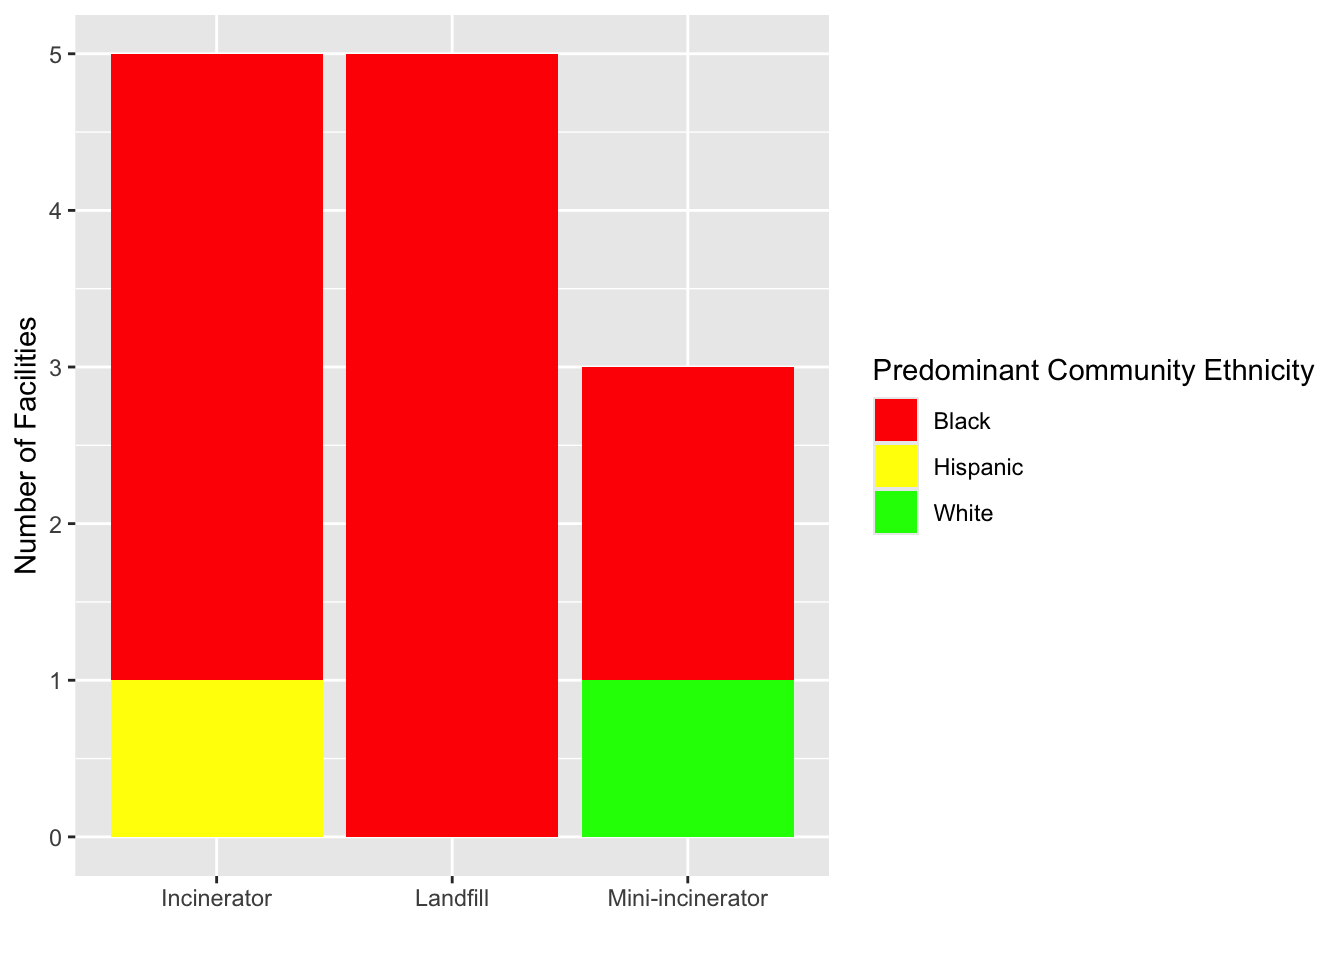 Number of Facilities
5
4
3
2
1
0
Incinerator
Landfill
Mini-incinerator
Predominant Community Ethnicity
Black
Hispanic
White